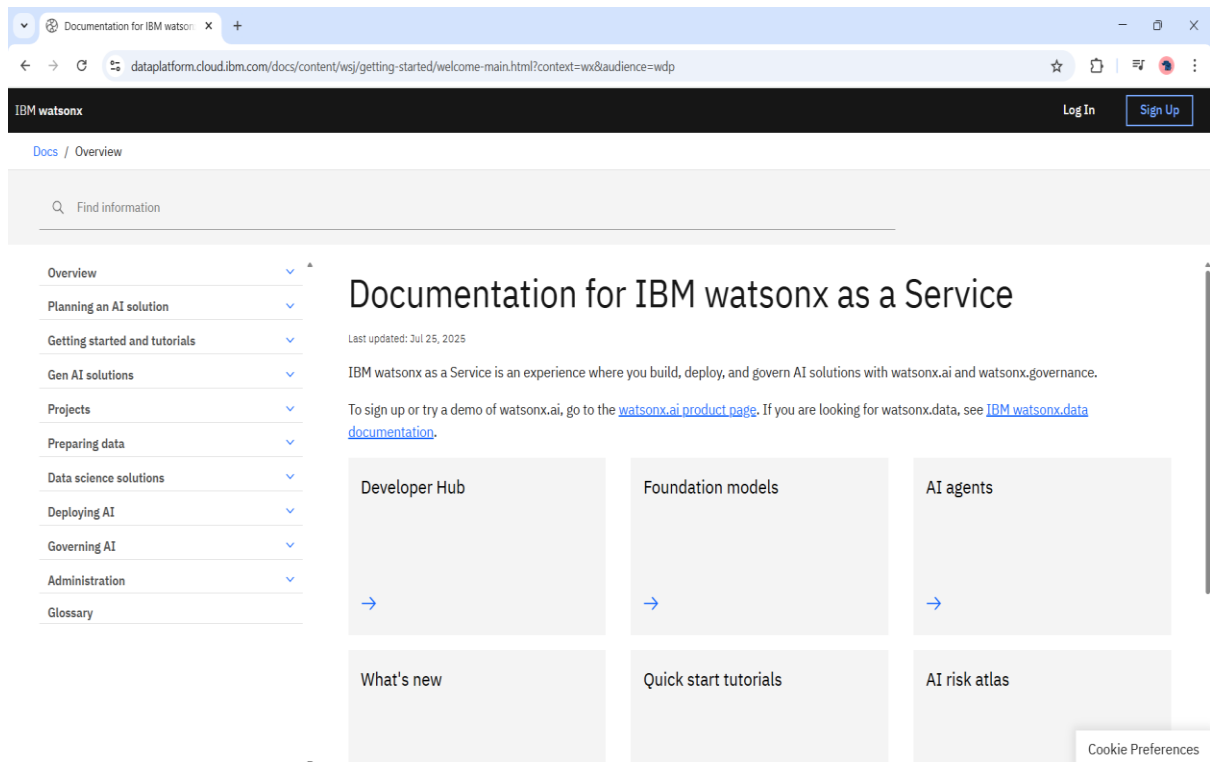 Documentation for IBM watson
dataplatform.cloud.ibm.com/docs/content/wsj/getting-started/welcome-main.html?context=wx&audience=wdp
IBM watsonx
Log In
Sign Up
Docs / Overview
Find information
Overview
Planning an AI solution
Getting started and tutorials
Gen AI solutions
Projects
Preparing data
Data science solutions
Deploying AI
Governing AI
Administration
Glossary
Documentation for IBM watsonx as a Service
Last updated: Jul 25, 2025
IBM watsonx as a Service is an experience where you build, deploy, and govern AI solutions with watsonx.ai and watsonx.governance.
To sign up or try a demo of watsonx.ai, go to the watsonx.ai product page. If you are looking for watsonx.data, see IBM watsonx.data
documentation.
Developer Hub
Foundation models
AI agents
What's new
Quick start tutorials
AI risk atlas
Cookie Preferences